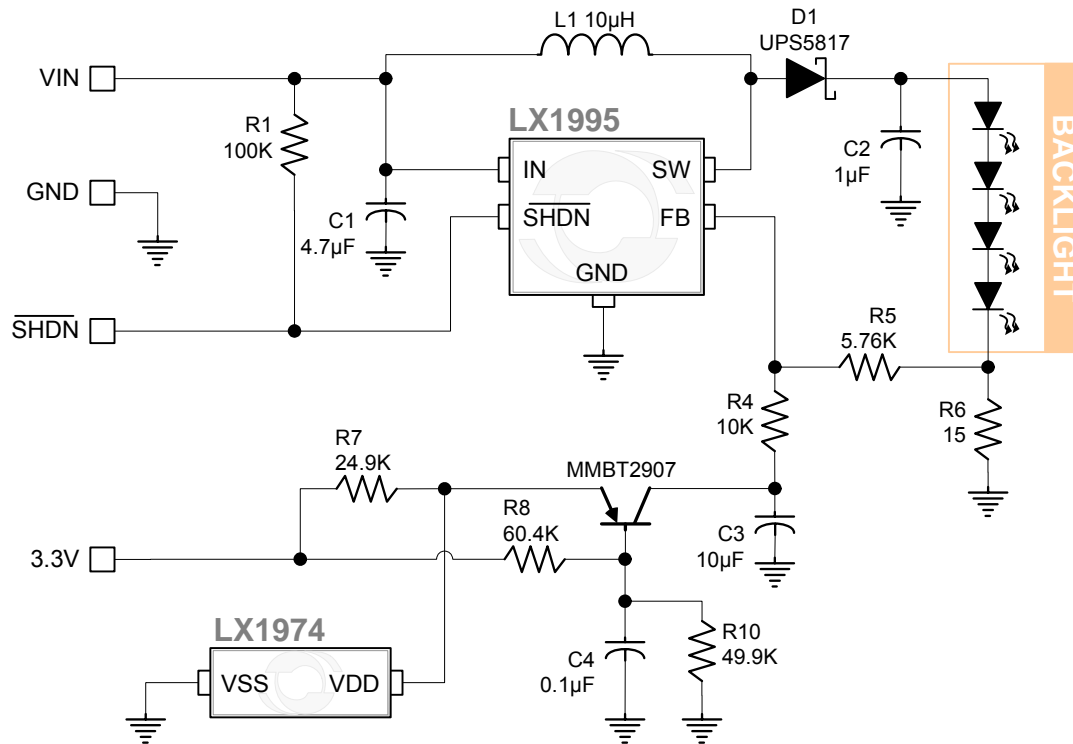 L1 10µH
D1
UPS5817
VIN
R1
100K
LX1995
IN
SW
C2
1µF
BACKLIGHT
GND
C1
4.7µF
SHDN
FB
GND
SHDN
R5
5.76K
R4
10K
R6
15
R7
24.9K
MMBT2907
R8
60.4K
C3
10µF
3.3V
LX1974
VSS
VDD
C4
0.1µF
R10
49.9K